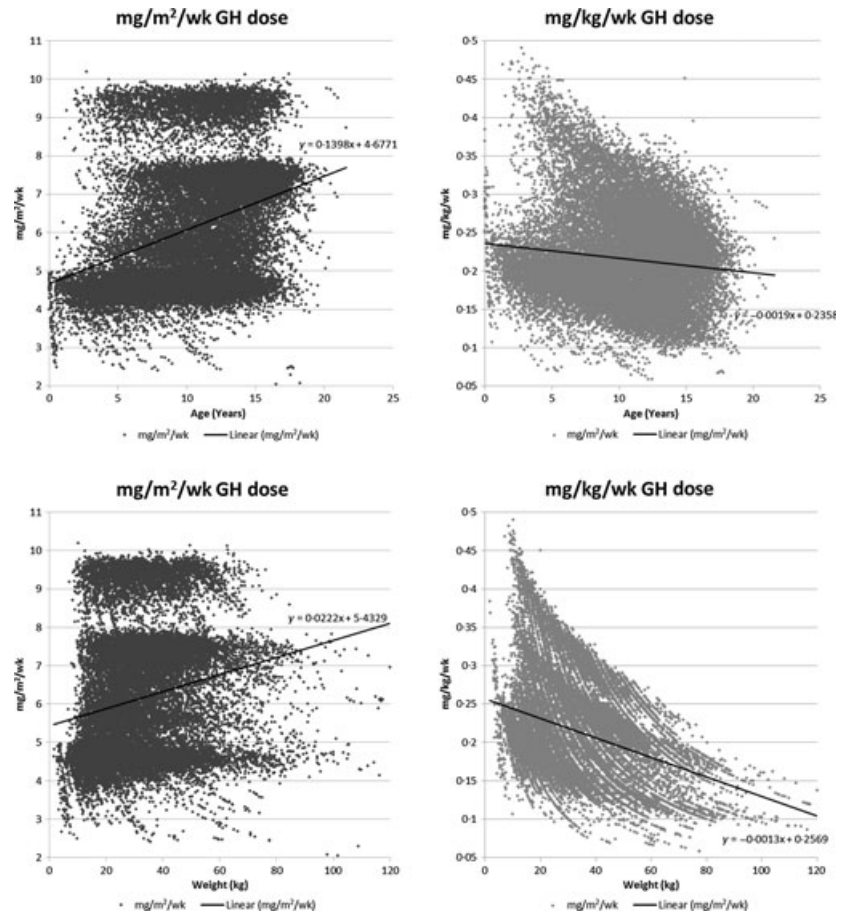 mg/m²/wk GH dose
11
10
9
8
7
6
5
4
3
2
mg/m²/wk
y = 0·1398x + 4·6771
0 5 10 15 20 25
Age (Years)
mg/m²/wk Linear (mg/m²/wk)
mg/kg/wk GH dose
0·5
0·45
0·4
0·35
0·3
0·25
0·2
0·15
0·1
0·05
mg/kg/wk
y = −0·0019x + 0·2358
0 5 10 15 20 25
Age (Years)
mg/m²/wk Linear (mg/m²/wk)
mg/m²/wk GH dose
11
10
9
8
7
6
5
4
3
2
mg/m²/wk
y = 0·0222x + 5·4329
0 20 40 60 80 100 120
Weight (kg)
mg/m²/wk Linear (mg/m²/wk)
mg/kg/wk GH dose
0·5
0·45
0·4
0·35
0·3
0·25
0·2
0·15
0·1
0·05
mg/kg/wk
y = −0·0013x + 0·2569
0 20 40 60 80 100 120
Weight (kg)
mg/m²/wk Linear (mg/m²/wk)